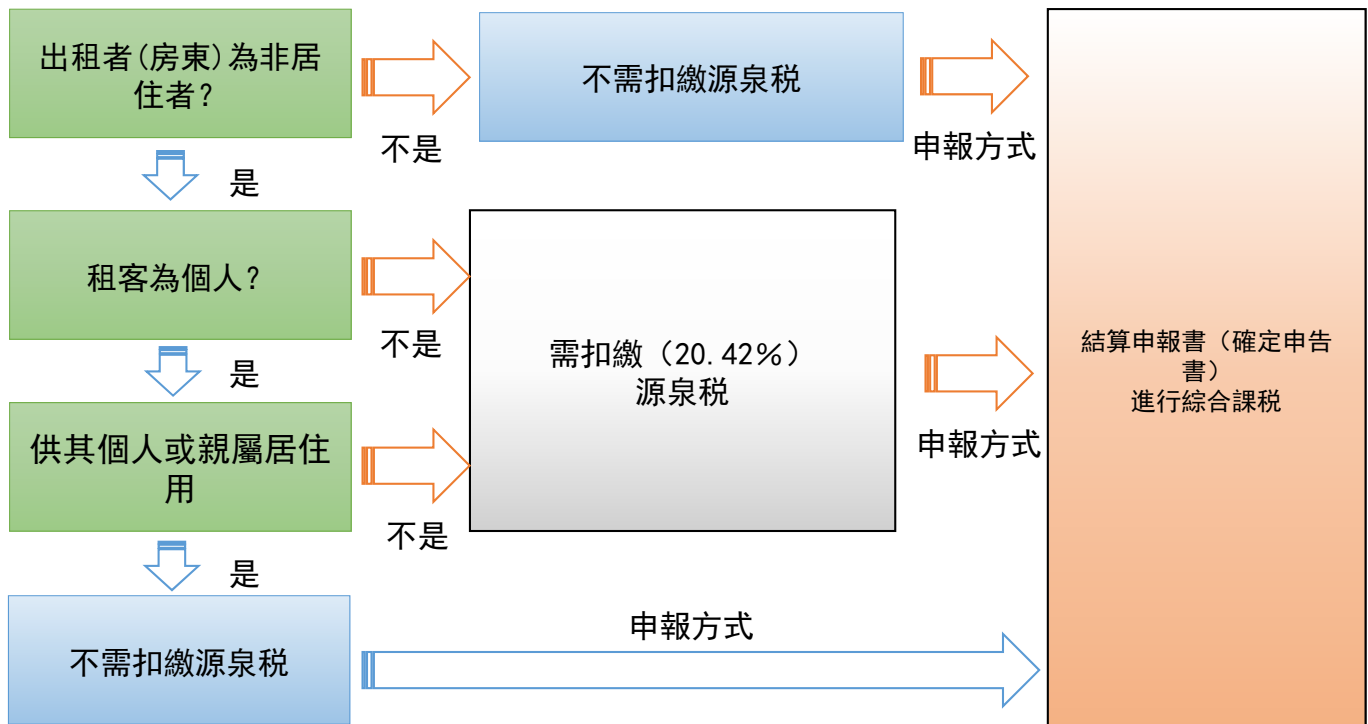 出租者(房東)為非居
住者?
不需扣繳源泉税
不是
申報方式
是
租客為個人?
不是
需扣繳（20.42％）
源泉税
結算申報書（確定申告
書）
進行綜合課税
是
申報方式
供其個人或親屬居住
用
不是
是
申報方式
不需扣繳源泉税